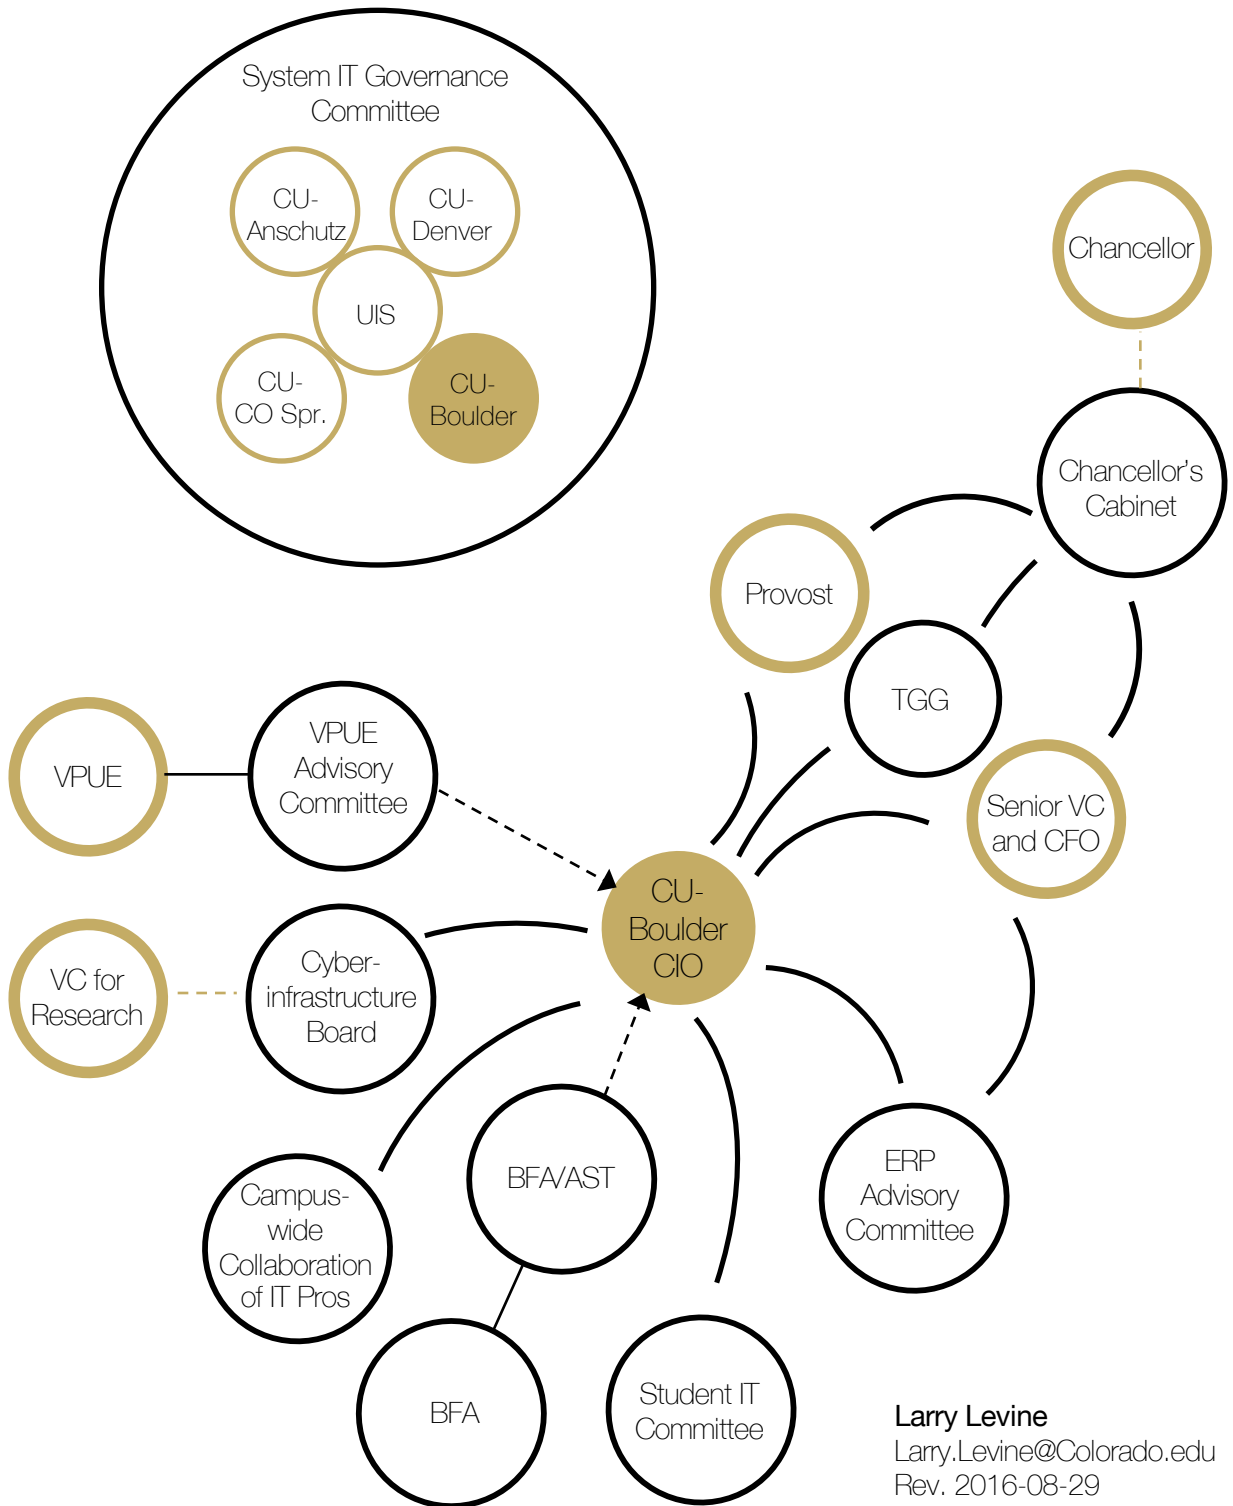 System IT Governance
Committee
CU-
Anschutz
CU-
Denver
UIS
CU-
CO Spr.
CU-
Boulder
Chancellor
Chancellor's
Cabinet
Provost
TGG
Senior VC
and CFO
VPUE
VPUE
Advisory
Committee
CU-
Boulder
CIO
VC for
Research
Cyber-
infrastructure
Board
Campus-
wide
Collaboration
of IT Pros
BFA/AST
BFA
Student IT
Committee
ERP
Advisory
Committee
Larry Levine
Larry.Levine@Colorado.edu
Rev. 2016-08-29